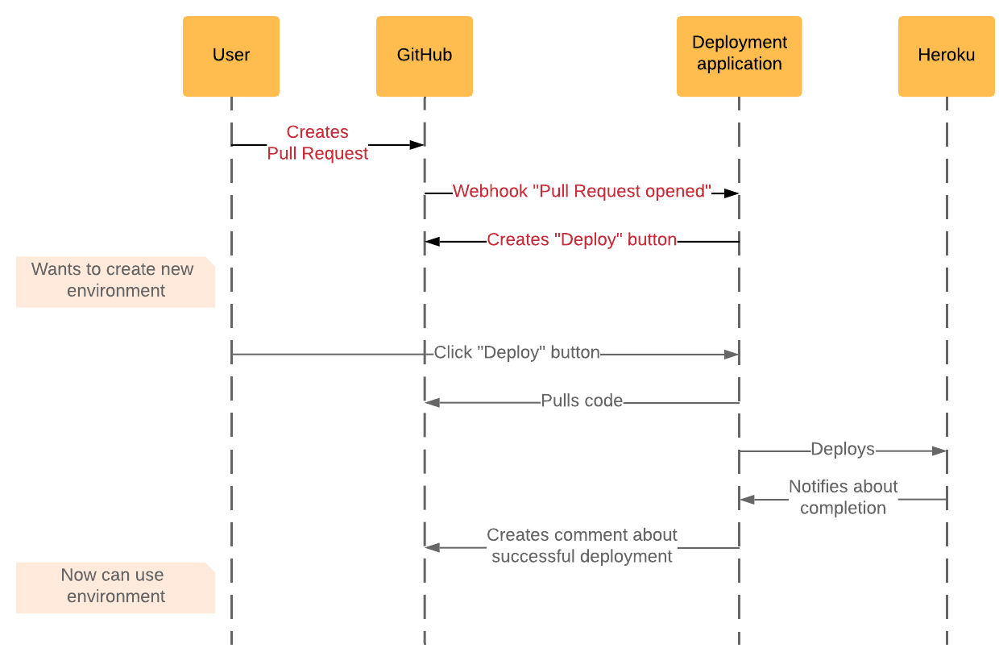 User
GitHub
Deployment
application
Heroku
Creates
Pull Request
Webhook "Pull Request opened"
Creates "Deploy" button
Wants to create new
environment
Click "Deploy" button
Pulls code
Deploys
Notifies about
completion
Creates comment about
successful deployment
Now can use
environment